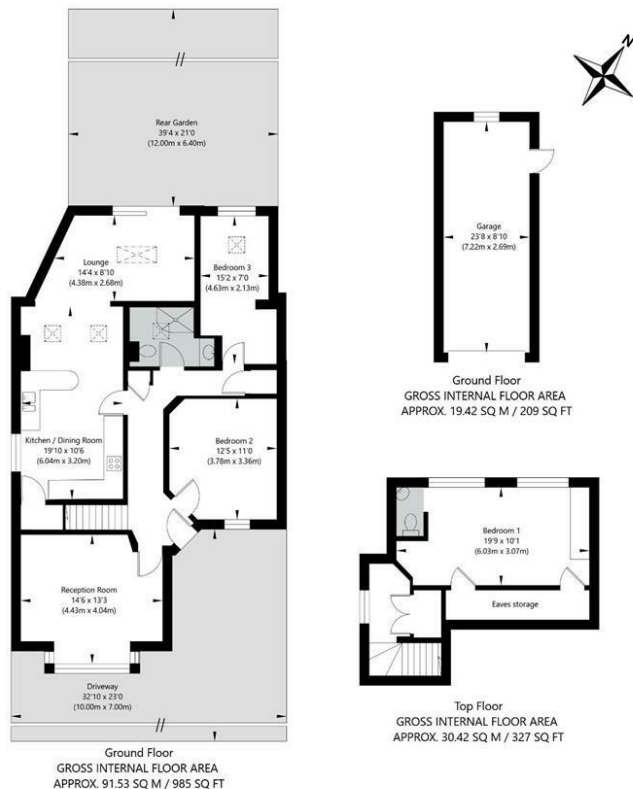 N
Rear Garden
39'4 x 21'0
(12.00m x 6.40m)
Lounge
14'4 x 8'10
(4.38m x 2.68m)
Bedroom 3
15'2 x 7'0
(4.63m x 2.13m)
Kitchen / Dining Room
19'10 x 10'6
(6.04m x 3.20m)
Bedroom 2
12'5 x 11'0
(3.78m x 3.36m)
Reception Room
14'6 x 13'3
(4.43m x 4.04m)
Driveway
32'10 x 23'0
(10.00m x 7.00m)
Ground Floor
GROSS INTERNAL FLOOR AREA
APPROX. 91.53 SQ M / 985 SQ FT
Garage
23'8 x 8'10
(7.22m x 2.69m)
Ground Floor
GROSS INTERNAL FLOOR AREA
APPROX. 19.42 SQ M / 209 SQ FT
Bedroom 1
19'9 x 10'1
(6.03m x 3.07m)
Eaves storage
Top Floor
GROSS INTERNAL FLOOR AREA
APPROX. 30.42 SQ M / 327 SQ FT